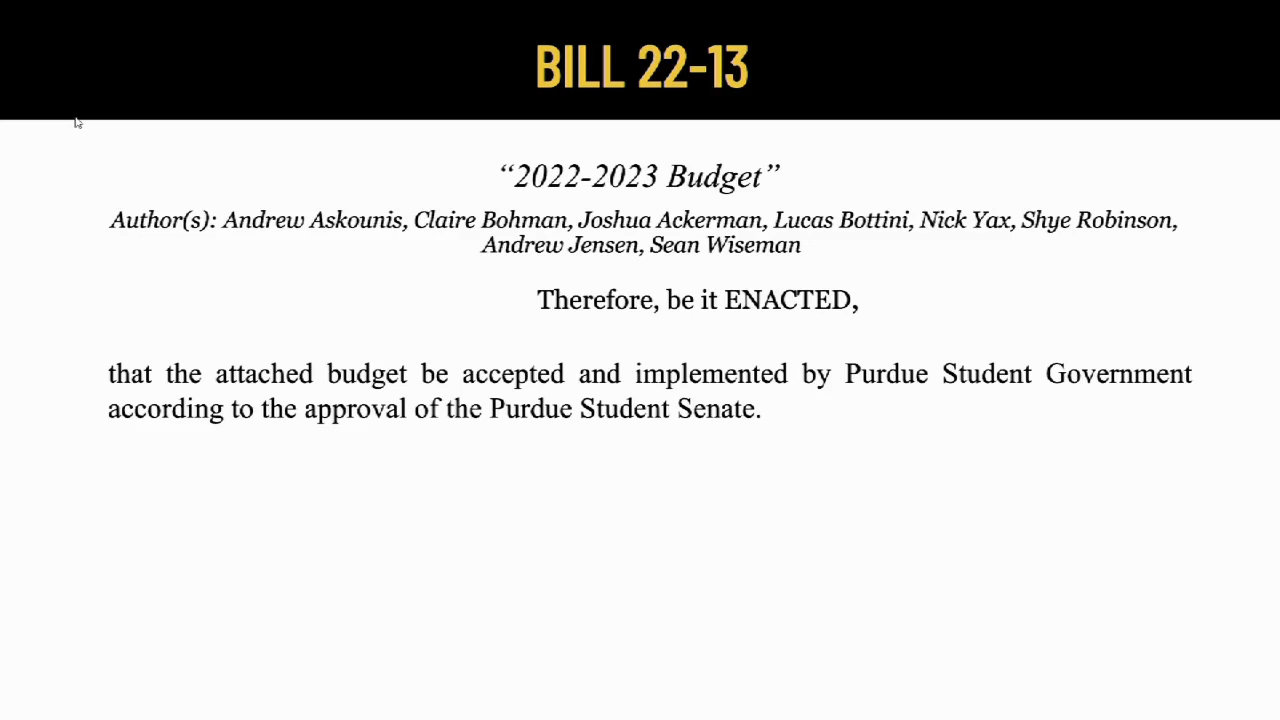 BILL 22-13
“2022-2023 Budget”
Author(s): Andrew Askounis, Claire Bohman, Joshua Ackerman, Lucas Bottini, Nick Yax, Shye Robinson,
Andrew Jensen, Sean Wiseman
Therefore, be it ENACTED,
that the attached budget be accepted and implemented by Purdue Student Government
according to the approval of the Purdue Student Senate.